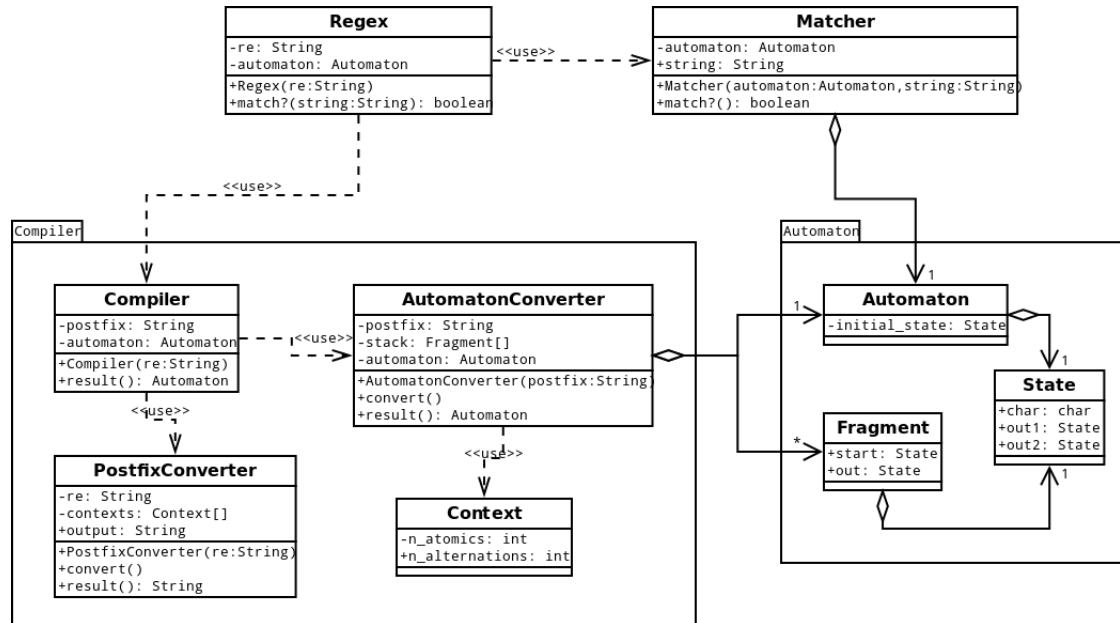 Regex
-re: String
-automaton: Automaton
+Regex(re:String)
+match?(string:String): boolean
<<use>>
Matcher
-automaton: Automaton
+string: String
+Matcher(automaton:Automaton,string:String)
+match?(): boolean
<<use>>
Compiler
Compiler
-postfix: String
-automaton: Automaton
+Compiler(re:String)
+result(): Automaton
<<use>>
AutomatonConverter
-postfix: String
-stack: Fragment[]
-automaton: Automaton
+AutomatonConverter(postfix:String)
+convert()
+result(): Automaton
<<use>>
PostfixConverter
-re: String
-contexts: Context[]
+output: String
+PostfixConverter(re:String)
+convert()
+result(): String
<<use>>
Context
-n_atomics: int
+n_alternations: int
Automaton
1
1
Automaton
-initial_state: State
1
State
+char: char
+out1: State
+out2: State
*
Fragment
+start: State
+out: State
1